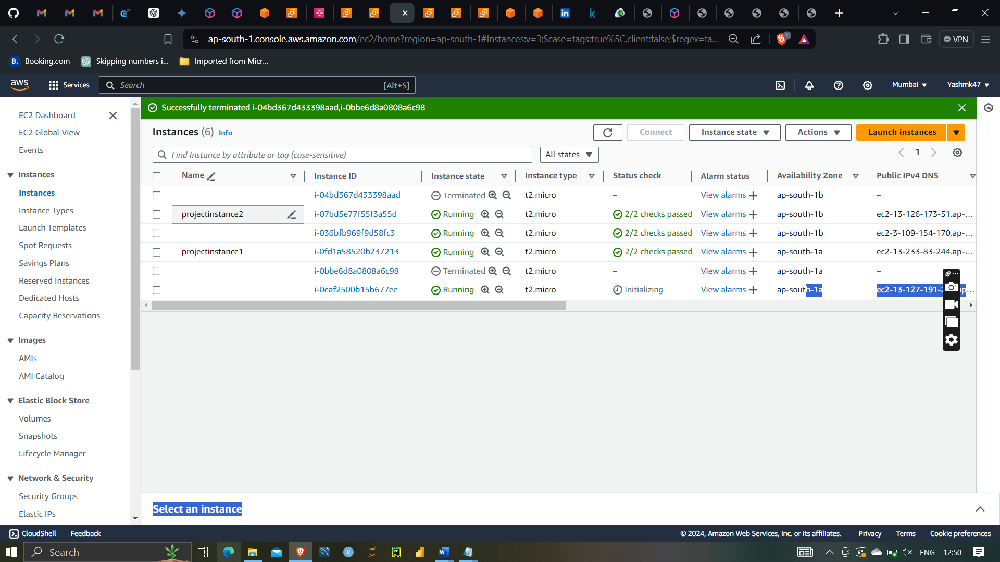 ap-south-1.console.aws.amazon.com/ec2/home?region=ap-south-1#Instances:v=3;$case=tags:true%5C,client:false;$regex=ta...
1
VPN
B. Booking.com
Skipping numbers i...
Imported from Micr...
aws
Services
Search
[Alt+S]
Mumbai
Yashmk47
EC2 Dashboard
EC2 Global View
Events
Instances
Instances
Instance Types
Launch Templates
Spot Requests
Savings Plans
Reserved Instances
Dedicated Hosts
Capacity Reservations
Images
AMIs
AMI Catalog
Elastic Block Store
Volumes
Snapshots
Lifecycle Manager
Network & Security
Security Groups
Elastic IPs
Successfully terminated i-04bd367d433398aad,i-0bbe6d8a0808a6c98
Instances (6) Info
Connect
Instance state
Actions
Launch instances
Find Instance by attribute or tag (case-sensitive)
All states
1
Name Instance ID Instance state Instance type Status check Alarm status Availability Zone Public IPv4 DNS
i-04bd367d433398aad Terminated t2.micro – View alarms + ap-south-1b –
projectinstance2 i-07bd5e77f55f3a55d Running t2.micro 2/2 checks passed View alarms + ap-south-1b ec2-13-126-173-51.ap-...
i-036bfb969f9d58fc3 Running t2.micro 2/2 checks passed View alarms + ap-south-1b ec2-3-109-154-170.ap-...
projectinstance1 i-0fd1a58520b237213 Running t2.micro 2/2 checks passed View alarms + ap-south-1a ec2-13-233-83-244.ap-...
i-0bbe6d8a0808a6c98 Terminated t2.micro – View alarms + ap-south-1a –
i-0eaf2500b15b677ee Running t2.micro Initializing View alarms + ap-south-1a ec2-13-127-191-2
Select an instance
CloudShell
Feedback
© 2024, Amazon Web Services, Inc. or its affiliates.
Privacy
Terms
Cookie preferences
Search
ENG
12:50